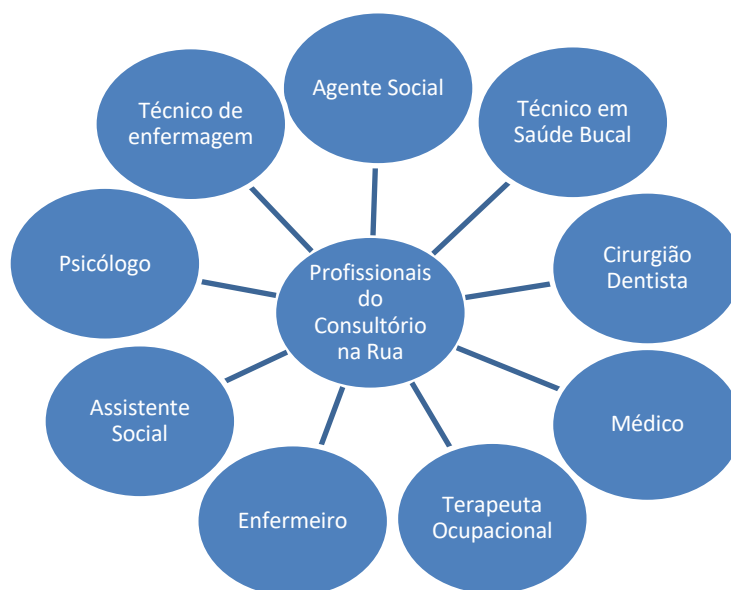 Agente Social
Técnico em
Saúde Bucal
Cirurgião
Dentista
Médico
Terapeuta
Ocupacional
Enfermeiro
Assistente
Social
Psicólogo
Técnico de
enfermagem
Profissionais
do
Consultório
na Rua